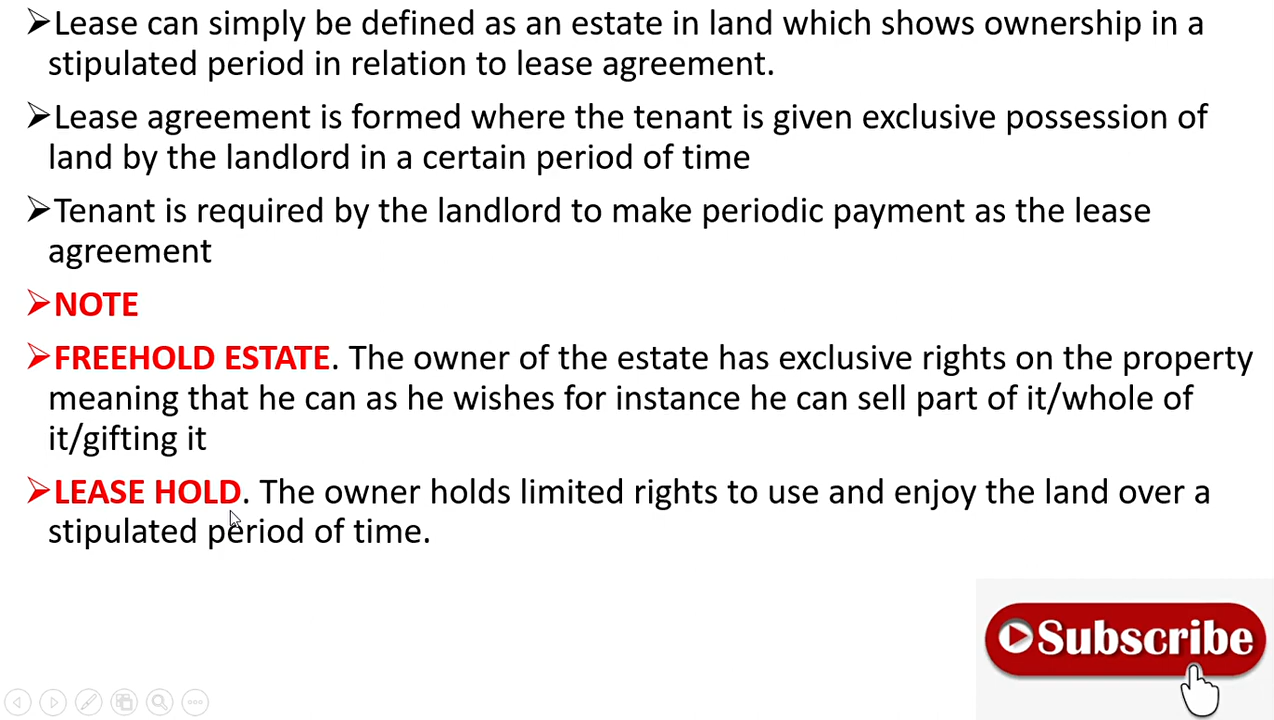 ➢Lease can simply be defined as an estate in land which shows ownership in a
stipulated period in relation to lease agreement.
➢Lease agreement is formed where the tenant is given exclusive possession of
land by the landlord in a certain period of time
➢Tenant is required by the landlord to make periodic payment as the lease
agreement
➢NOTE
➢FREEHOLD ESTATE. The owner of the estate has exclusive rights on the property
meaning that he can as he wishes for instance he can sell part of it/whole of
it/gifting it
➢LEASE HOLD. The owner holds limited rights to use and enjoy the land over a
stipulated period of time.
Subscribe